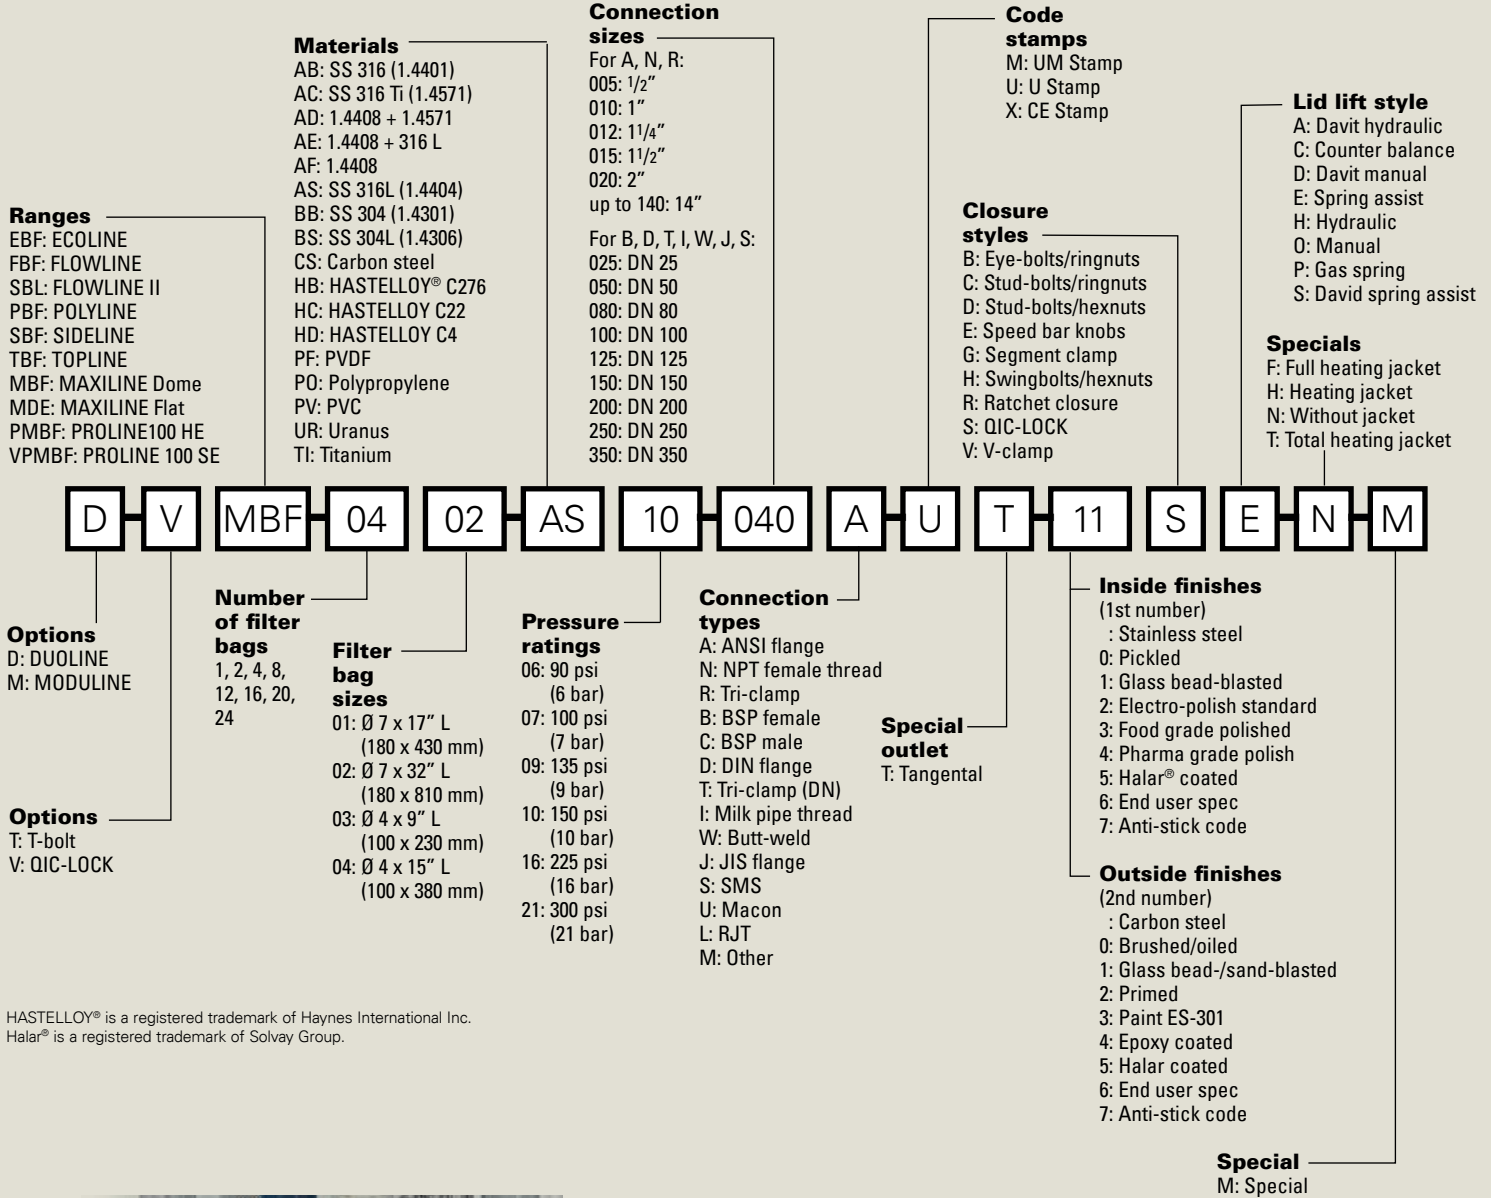 Connection
sizes
For A, N, R:
005: 1/2″
010: 1″
012: 11/4″
015: 11/2″
020: 2″
up to 140: 14″
For B, D, T, I, W, J, S:
025: DN 25
050: DN 50
080: DN 80
100: DN 100
125: DN 125
150: DN 150
200: DN 200
250: DN 250
350: DN 350
Code
stamps
M: UM Stamp
U: U Stamp
X: CE Stamp
Materials
AB: SS 316 (1.4401)
AC: SS 316 Ti (1.4571)
AD: 1.4408 + 1.4571
AE: 1.4408 + 316 L
AF: 1.4408
AS: SS 316L (1.4404)
BB: SS 304 (1.4301)
BS: SS 304L (1.4306)
CS: Carbon steel
HB: HASTELLOY® C276
HC: HASTELLOY C22
HD: HASTELLOY C4
PF: PVDF
PO: Polypropylene
PV: PVC
UR: Uranus
TI: Titanium
Lid lift style
A: Davit hydraulic
C: Counter balance
D: Davit manual
E: Spring assist
H: Hydraulic
O: Manual
P: Gas spring
S: David spring assist
Ranges
EBF: ECOLINE
FBF: FLOWLINE
SBL: FLOWLINE II
PBF: POLYLINE
SBF: SIDELINE
TBF: TOPLINE
MBF: MAXILINE Dome
MDE: MAXILINE Flat
PMBF: PROLINE100 HE
VPMBF: PROLINE 100 SE
Closure
styles
B: Eye-bolts/ringnuts
C: Stud-bolts/ringnuts
D: Stud-bolts/hexnuts
E: Speed bar knobs
G: Segment clamp
H: Swingbolts/hexnuts
R: Ratchet closure
S: QIC-LOCK
V: V-clamp
Specials
F: Full heating jacket
H: Heating jacket
N: Without jacket
T: Total heating jacket
D - V MBF - 04 02 - AS 10 - 040 A - U T - 11 S E - N - M
Options
D: DUOLINE
M: MODULINE
Options
T: T-bolt
V: QIC-LOCK
Number
of filter
bags
1, 2, 4, 8,
12, 16, 20,
24
Filter
bag
sizes
01: Ø 7 x 17″ L
(180 x 430 mm)
02: Ø 7 x 32″ L
(180 x 810 mm)
03: Ø 4 x 9″ L
(100 x 230 mm)
04: Ø 4 x 15″ L
(100 x 380 mm)
Pressure
ratings
06: 90 psi
(6 bar)
07: 100 psi
(7 bar)
09: 135 psi
(9 bar)
10: 150 psi
(10 bar)
16: 225 psi
(16 bar)
21: 300 psi
(21 bar)
Connection
types
A: ANSI flange
N: NPT female thread
R: Tri-clamp
B: BSP female
C: BSP male
D: DIN flange
T: Tri-clamp (DN)
I: Milk pipe thread
W: Butt-weld
J: JIS flange
S: SMS
U: Macon
L: RJT
M: Other
Special
outlet
T: Tangental
Inside finishes
(1st number)
: Stainless steel
0: Pickled
1: Glass bead-blasted
2: Electro-polish standard
3: Food grade polished
4: Pharma grade polish
5: Halar® coated
6: End user spec
7: Anti-stick code
Outside finishes
(2nd number)
: Carbon steel
0: Brushed/oiled
1: Glass bead-/sand-blasted
2: Primed
3: Paint ES-301
4: Epoxy coated
5: Halar coated
6: End user spec
7: Anti-stick code
Special
M: Special
HASTELLOY® is a registered trademark of Haynes International Inc.
Halar® is a registered trademark of Solvay Group.